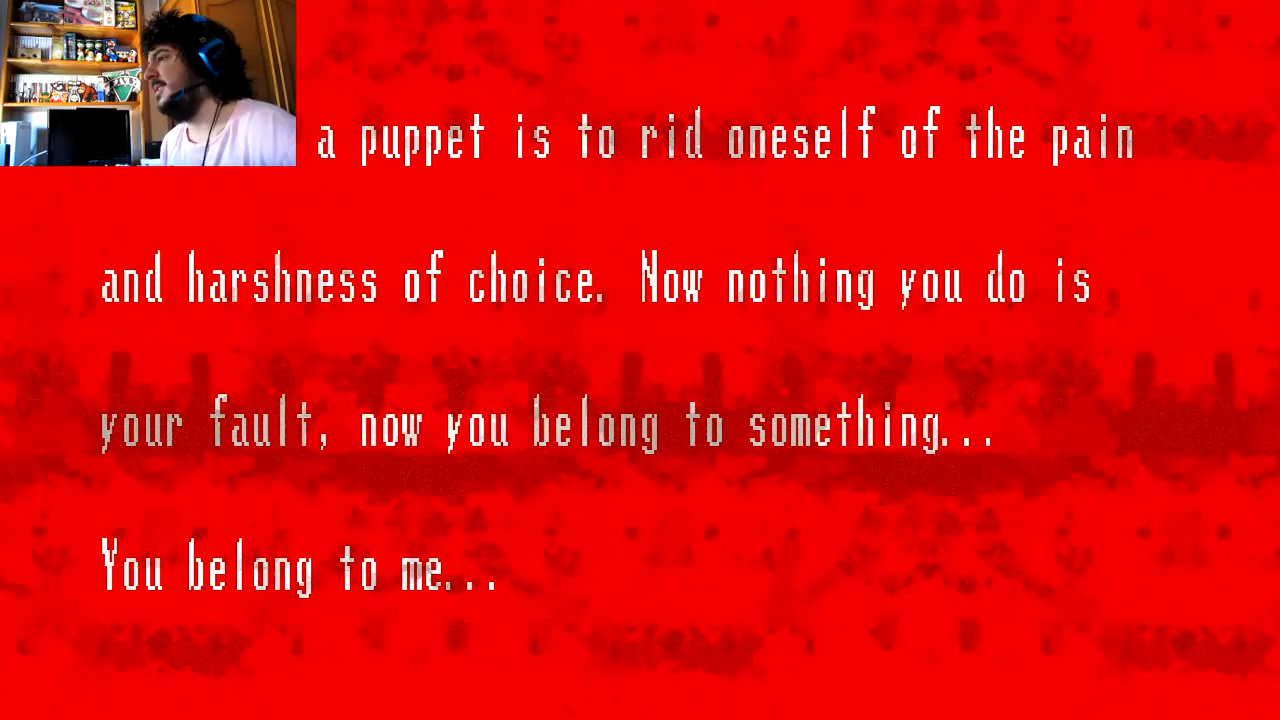 a puppet is to rid oneself of the pain
and harshness of choice. Now nothing you do is
your fault, now you belong to something...
You belong to me...